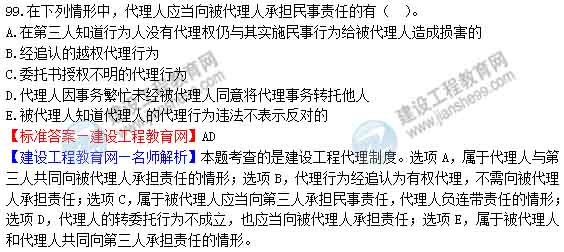 99.在下列情形中，代理人应当向被代理人承担民事责任的有（　）。
A.在第三人知道行为人没有代理权仍与其实施民事行为给被代理人造成损害的
B.经追认的越权代理行为
C.委托书授权不明的代理行为
D.代理人因事务繁忙未经被代理人同意将代理事务转托他人
E.被代理人知道代理人的代理行为违法不表示反对的
【标准答案—建设工程教育网】AD
【建设工程教育网—名师解析】本题考查的是建设工程代理制度。选项A，属于代理人与第
三人共同向被代理人承担责任的情形；选项B，代理行为经追认为有权代理，不需向被代理
人承担责任；选项C，属于被代理人应当向第三人承担民事责任，代理人负连带责任的情形；
选项D，代理人的转委托行为不成立，也应当向被代理人承担责任；选项E，属于被代理人
和代理人共同向第三人承担责任的情形。
建设工程教育网
www.jianshe99.com
建设工程教育网
www.jianshe99.com